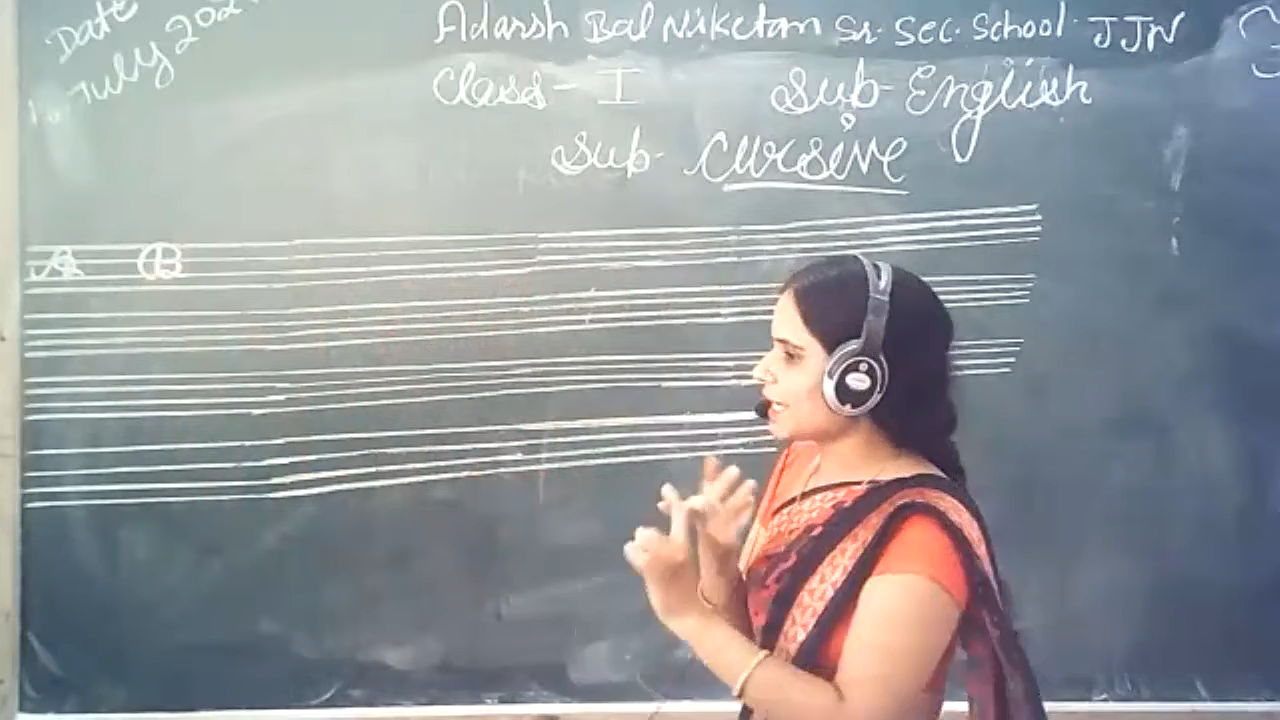 Date
July 202
Adarsh Bal Niketan Sr. Sec. School JJN
Class - I Sub- English
Sub- Cursive
A B